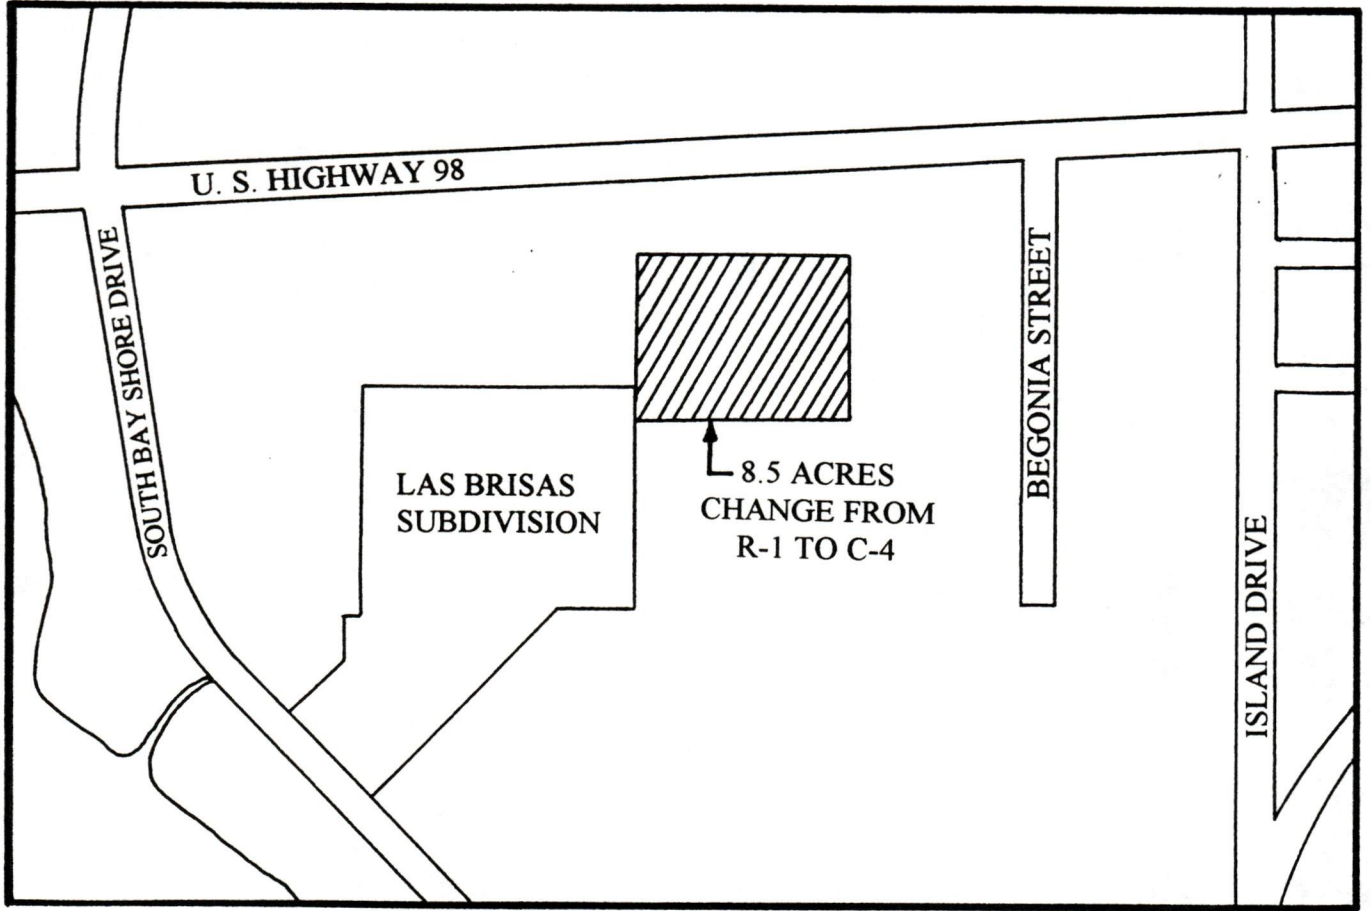 U. S. HIGHWAY 98
SOUTH BAY SHORE DRIVE
BEGONIA STREET
LAS BRISAS
SUBDIVISION
8.5 ACRES
CHANGE FROM
R-1 TO C-4
ISLAND DRIVE